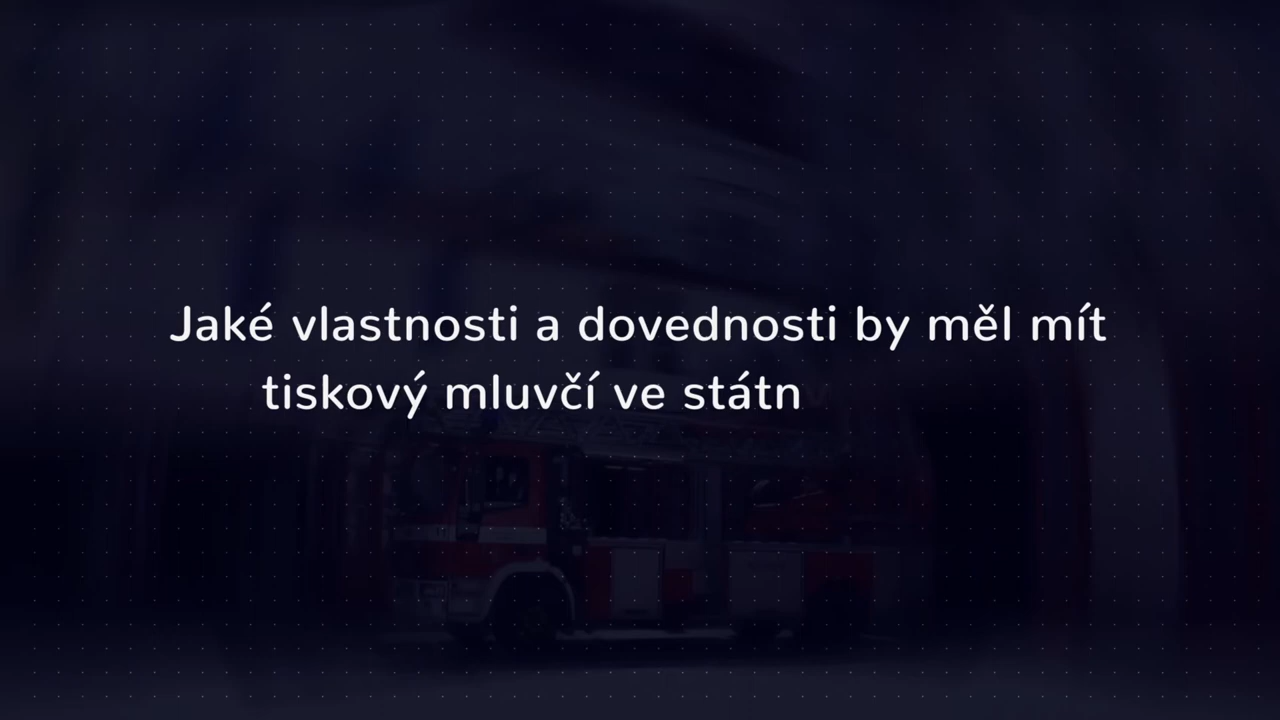 Jaké vlastnosti a dovednosti by měl mít
tiskový mluvčí ve státn